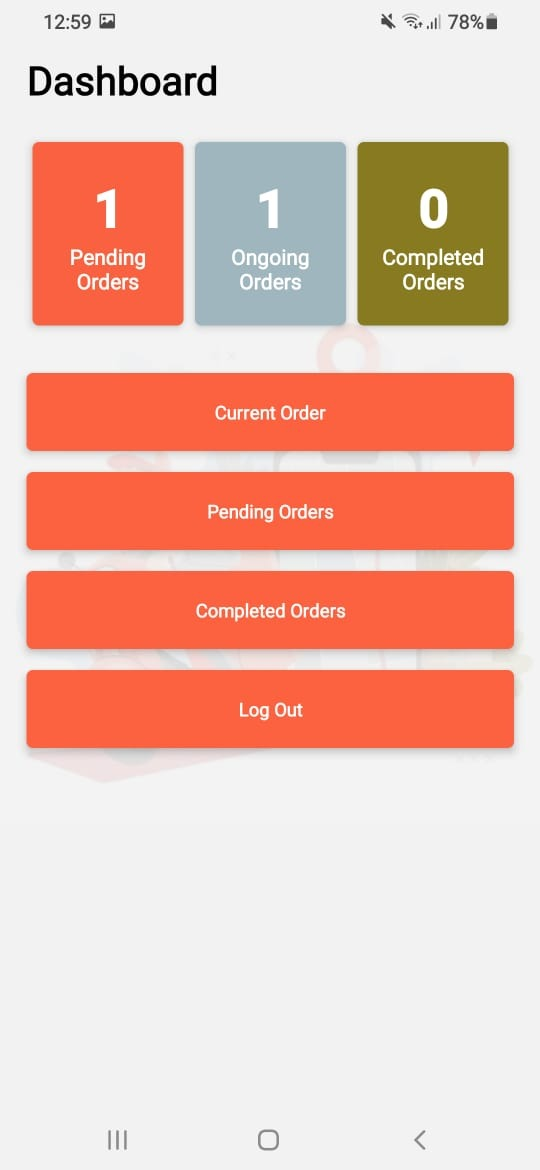 12:59
78%
Dashboard
1
Pending
Orders
1
Ongoing
Orders
0
Completed
Orders
Current Order
Pending Orders
Completed Orders
Log Out